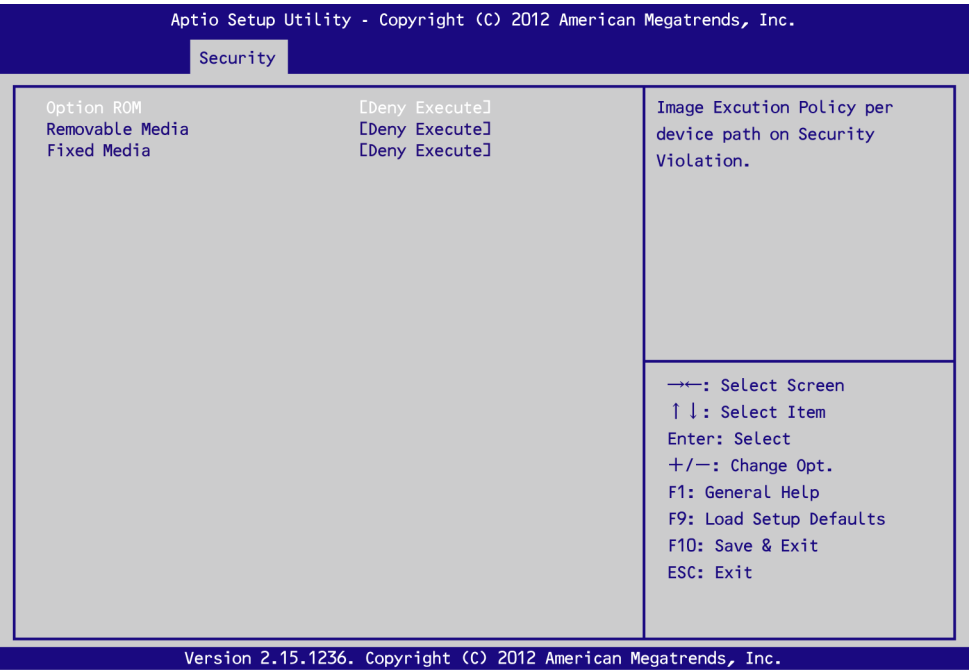 Aptio Setup Utility - Copyright (C) 2012 American Megatrends, Inc.
Security
Option ROM [Deny Execute]
Removable Media [Deny Execute]
Fixed Media [Deny Execute]
Image Excution Policy per
device path on Security
Violation.
→←: Select Screen
↑↓: Select Item
Enter: Select
+/−: Change Opt.
F1: General Help
F9: Load Setup Defaults
F10: Save & Exit
ESC: Exit
Version 2.15.1236. Copyright (C) 2012 American Megatrends, Inc.